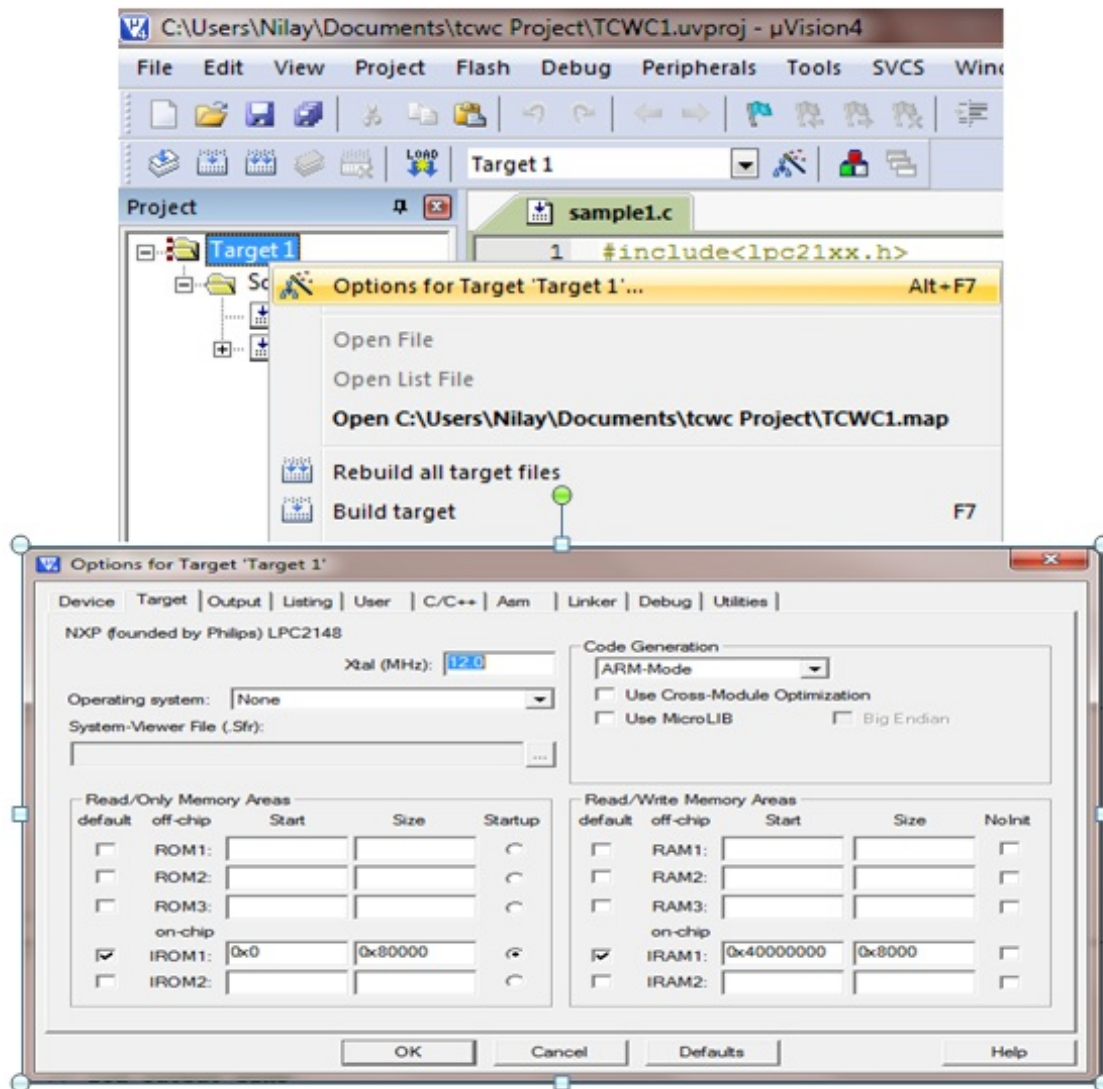 C:\Users\Nilay\Documents\tcwc Project\TCWC1.uvproj - µVision4
File Edit View Project Flash Debug Peripherals Tools SVCS Wind
LOAD Target 1
Project
sample1.c
Target 1
1 #include<lpc21xx.h>
So
Options for Target 'Target 1'... Alt+F7
Open File
Open List File
Open C:\Users\Nilay\Documents\tcwc Project\TCWC1.map
Rebuild all target files
Build target F7
Options for Target 'Target 1'
Device Target Output Listing User C/C++ Asm Linker Debug Utilities
NXP (founded by Philips) LPC2148
Xtal (MHz): 12.0
Operating system: None
System-Viewer File (.Sfr):
...
Code Generation
ARM-Mode
Use Cross-Module Optimization
Use MicroLIB Big Endian
Read/Only Memory Areas
default off-chip Start Size Startup
ROM1:
ROM2:
ROM3:
on-chip
IROM1: 0x0 0x80000
IROM2:
Read/Write Memory Areas
default off-chip Start Size NoInit
RAM1:
RAM2:
RAM3:
on-chip
IRAM1: 0x40000000 0x8000
IRAM2:
OK Cancel Defaults Help